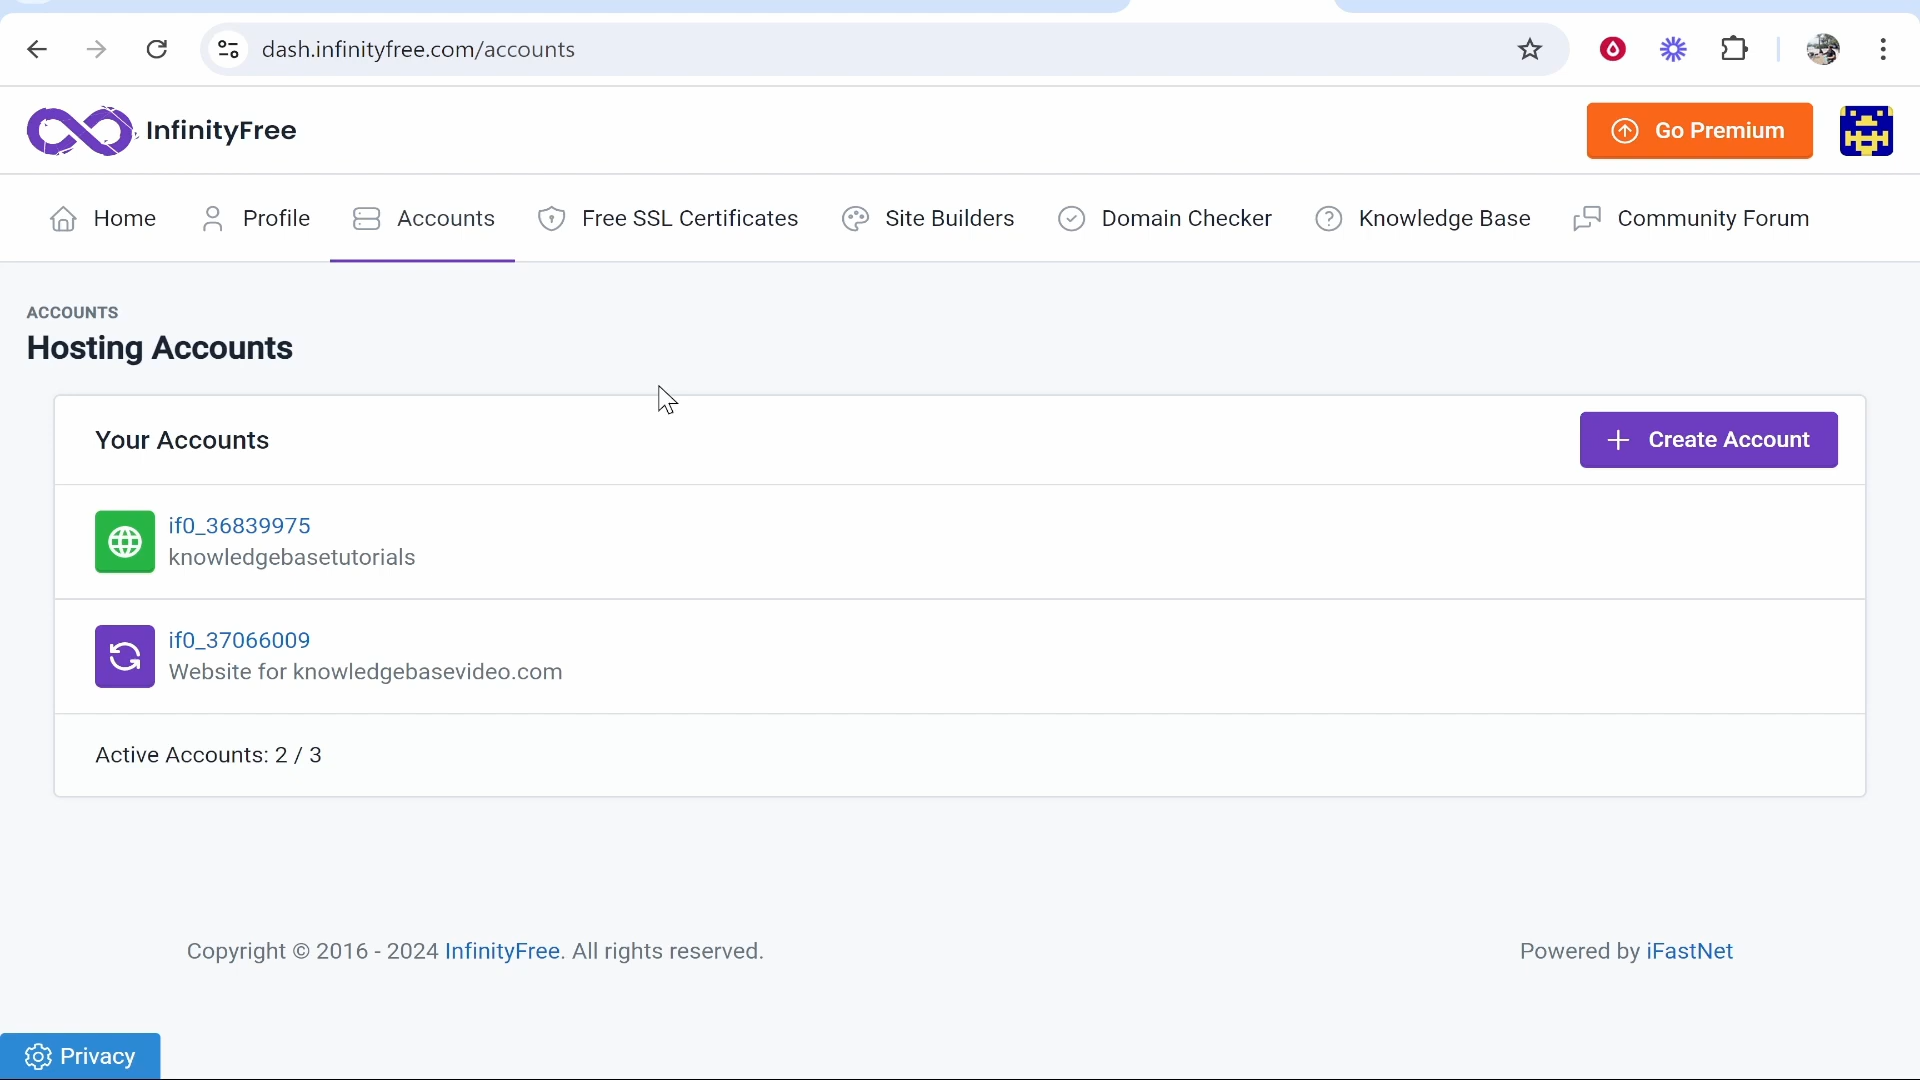 dash.infinityfree.com/accounts
InfinityFree
Go Premium
Home Profile Accounts Free SSL Certificates Site Builders Domain Checker Knowledge Base Community Forum
ACCOUNTS
Hosting Accounts
Your Accounts
Create Account
if0_36839975
knowledgebasetutorials
if0_37066009
Website for knowledgebasevideo.com
Active Accounts: 2 / 3
Copyright © 2016 - 2024 InfinityFree. All rights reserved.
Powered by iFastNet
Privacy